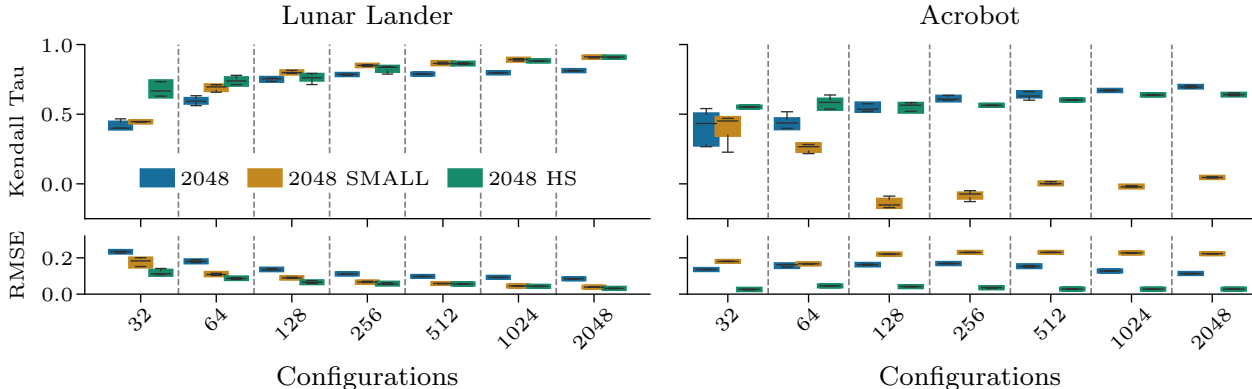 Lunar Lander
Acrobot
Kendall Tau
1.0
0.5
0.0
2048
2048 SMALL
2048 HS
RMSE
0.2
0.0
32
64
128
256
512
1024
2048
32
64
128
256
512
1024
2048
Configurations
Configurations